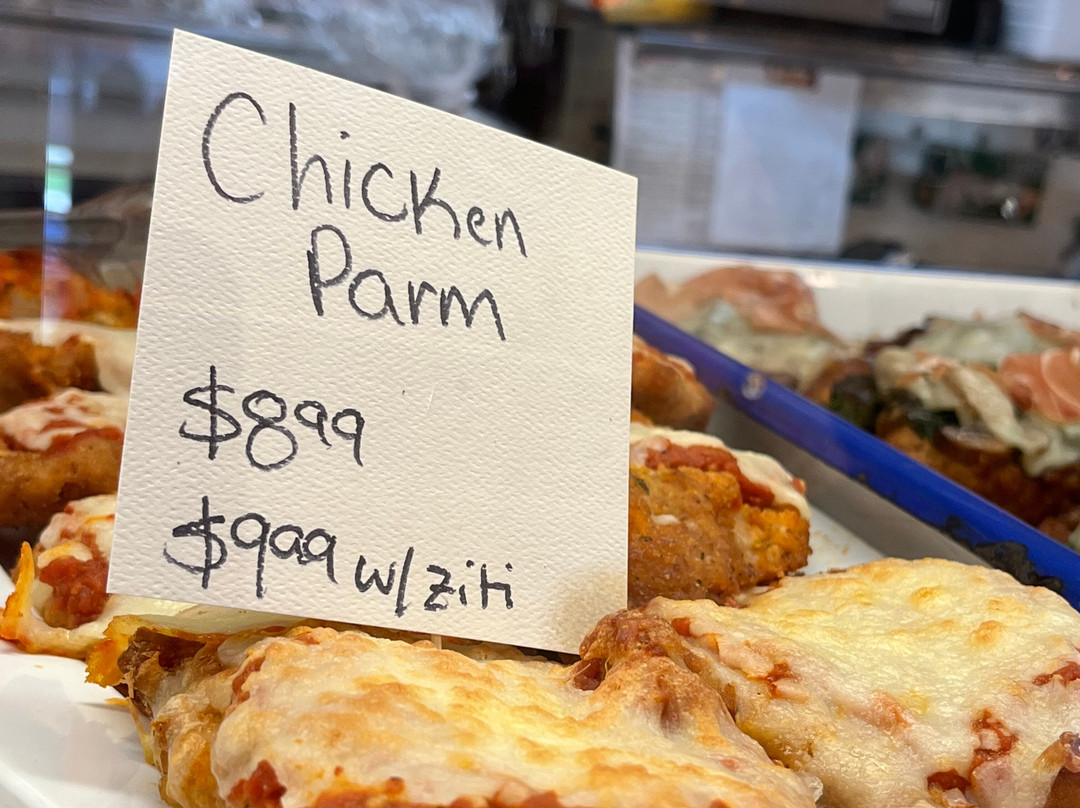 Chicken
Parm
$899
$999 w/ziti